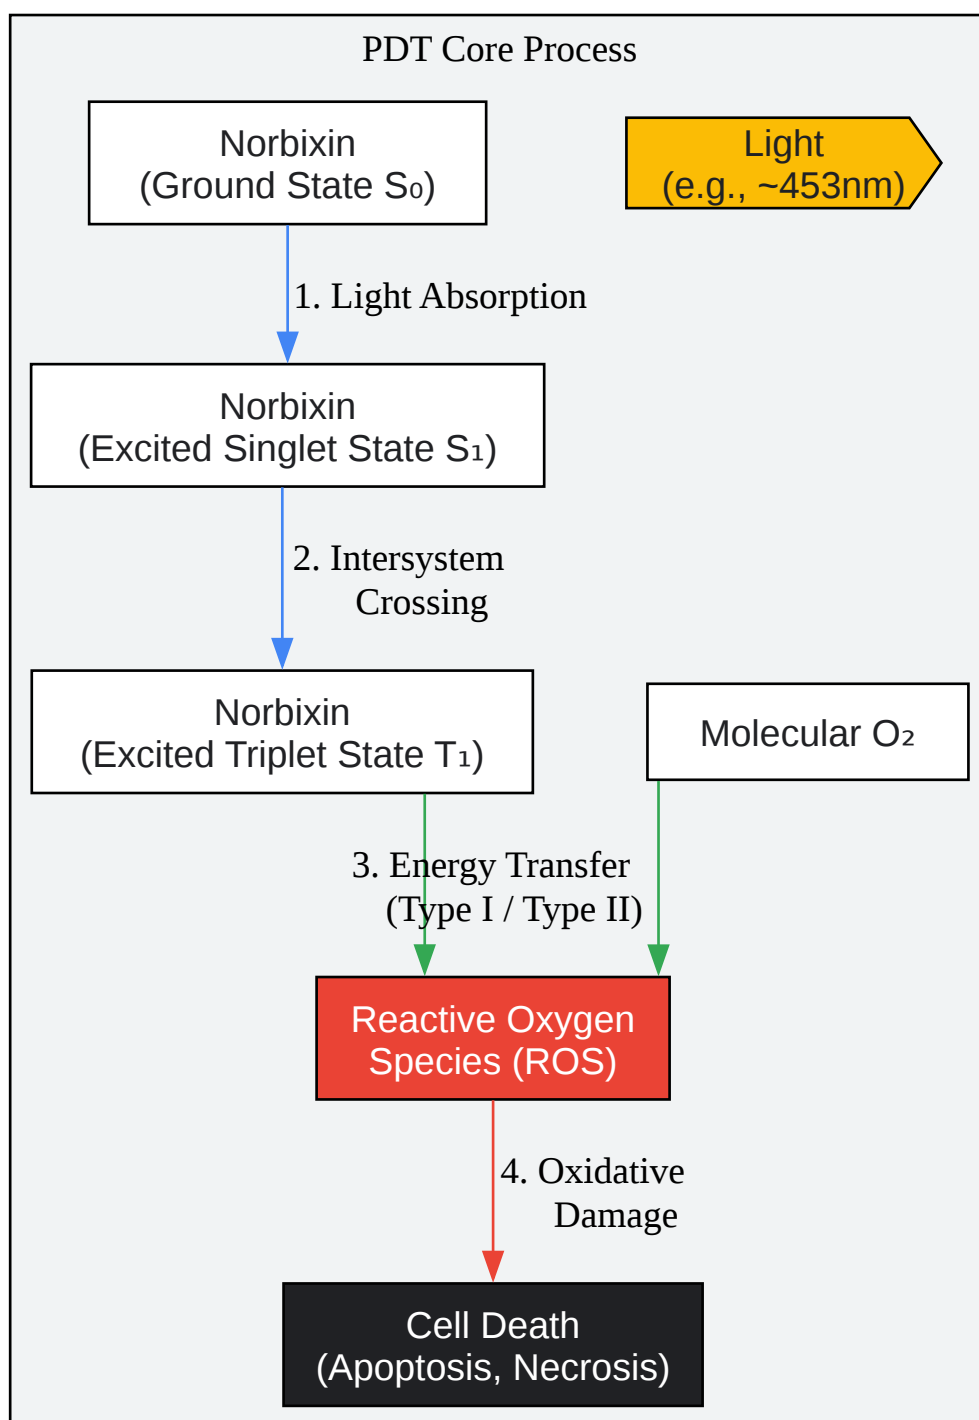 PDT Core Process
Norbixin
(Ground State S₀)
Light
(e.g., ~453nm)
1. Light Absorption
Norbixin
(Excited Singlet State S₁)
2. Intersystem
Crossing
Norbixin
(Excited Triplet State T₁)
Molecular O₂
3. Energy Transfer
(Type I / Type II)
Reactive Oxygen
Species (ROS)
4. Oxidative
Damage
Cell Death
(Apoptosis, Necrosis)